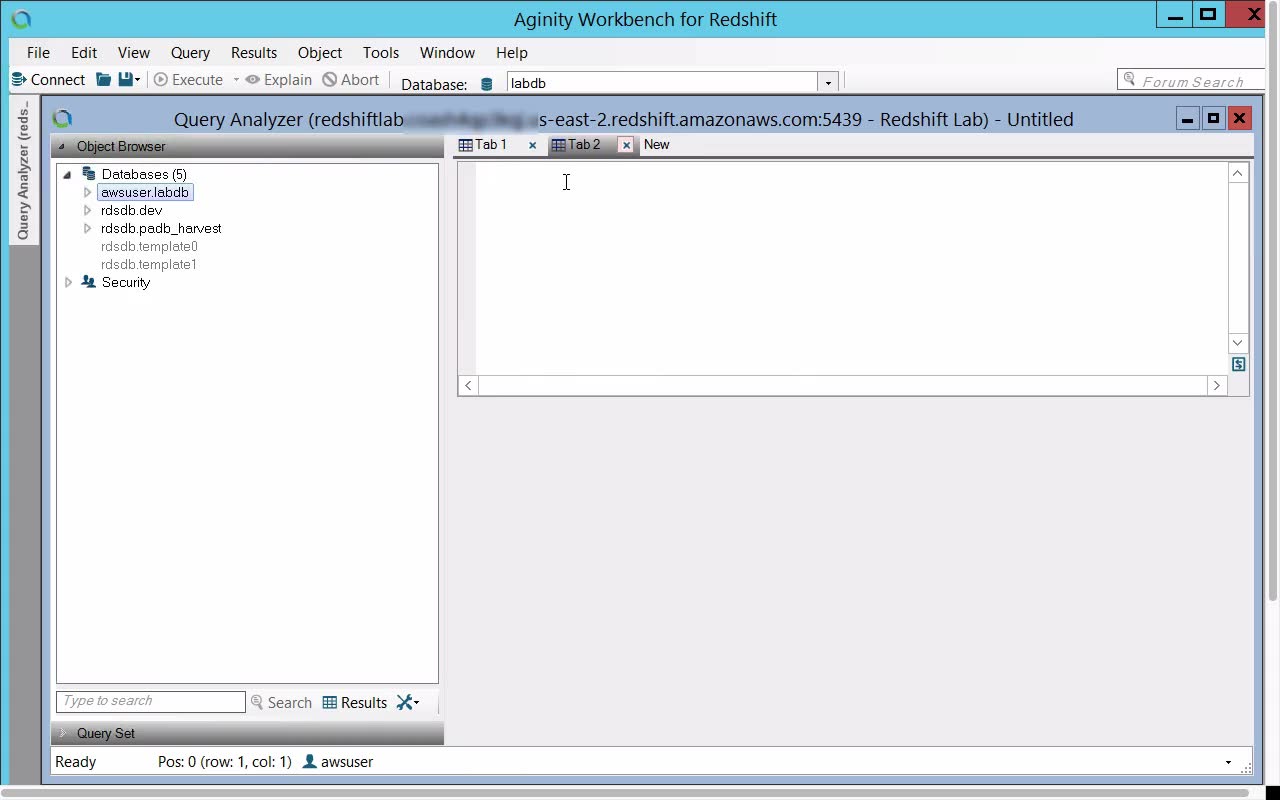 Aginity Workbench for Redshift
File Edit View Query Results Object Tools Window Help
Connect Execute Explain Abort Database: labdb Forum Search
Query Analyzer (reds...
Query Analyzer (redshiftlab s-east-2.redshift.amazonaws.com:5439 - Redshift Lab) - Untitled
Object Browser
Tab 1 Tab 2 New
Databases (5)
awsuser.labdb
rdsdb.dev
rdsdb.padb_harvest
rdsdb.template0
rdsdb.template1
Security
Type to search Search Results
Query Set
Ready Pos: 0 (row: 1, col: 1) awsuser